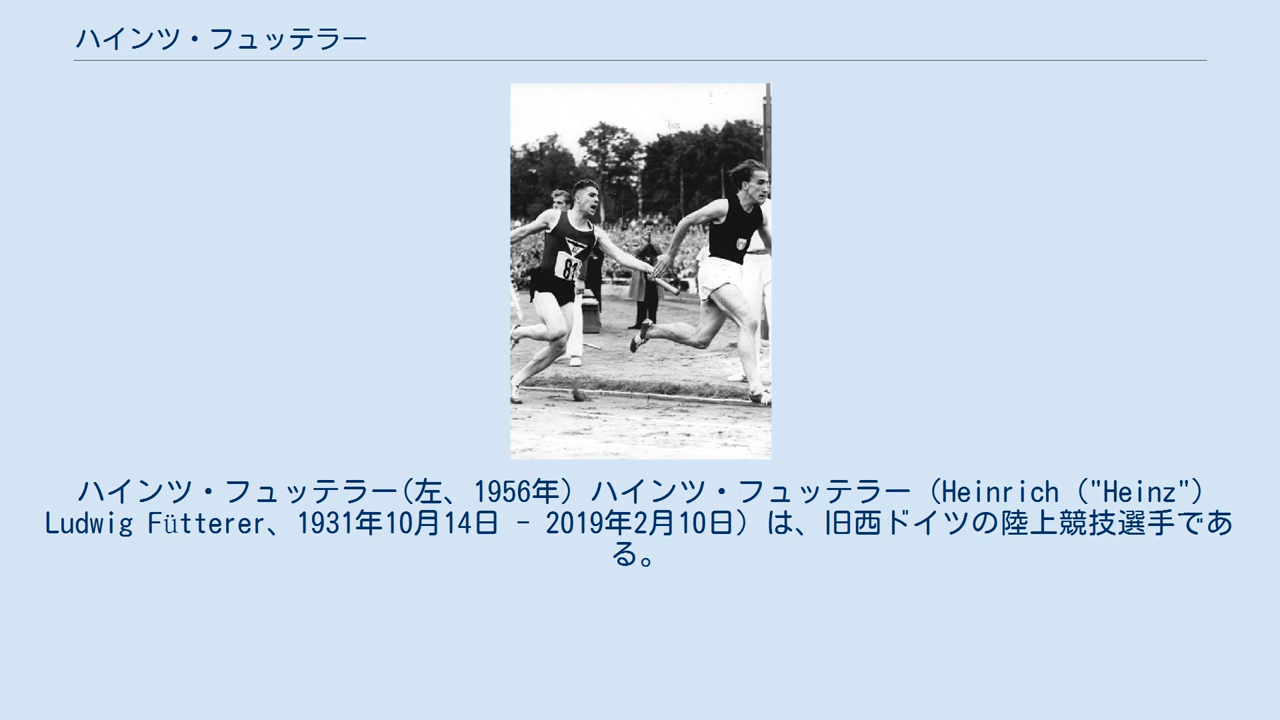 ハインツ・フュッテラー
81
ハインツ・フュッテラー(左、1956年) ハインツ・フュッテラー (Heinrich ("Heinz")
Ludwig Fütterer、1931年10月14日 - 2019年2月10日) は、旧西ドイツの陸上競技選手であ
る。